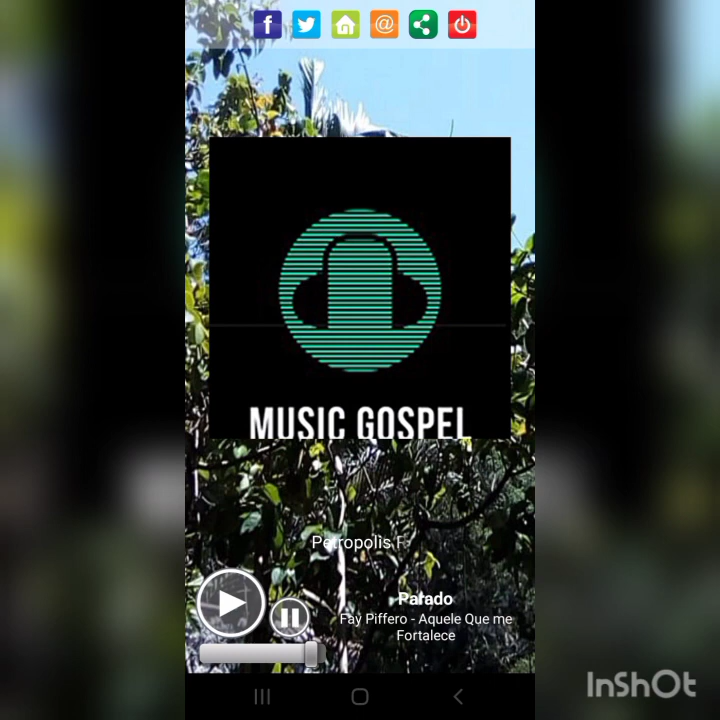 MUSIC GOSPEL
Petropolis F
Parado
Fay Piffero - Aquele Que me
Fortalece
InShOt